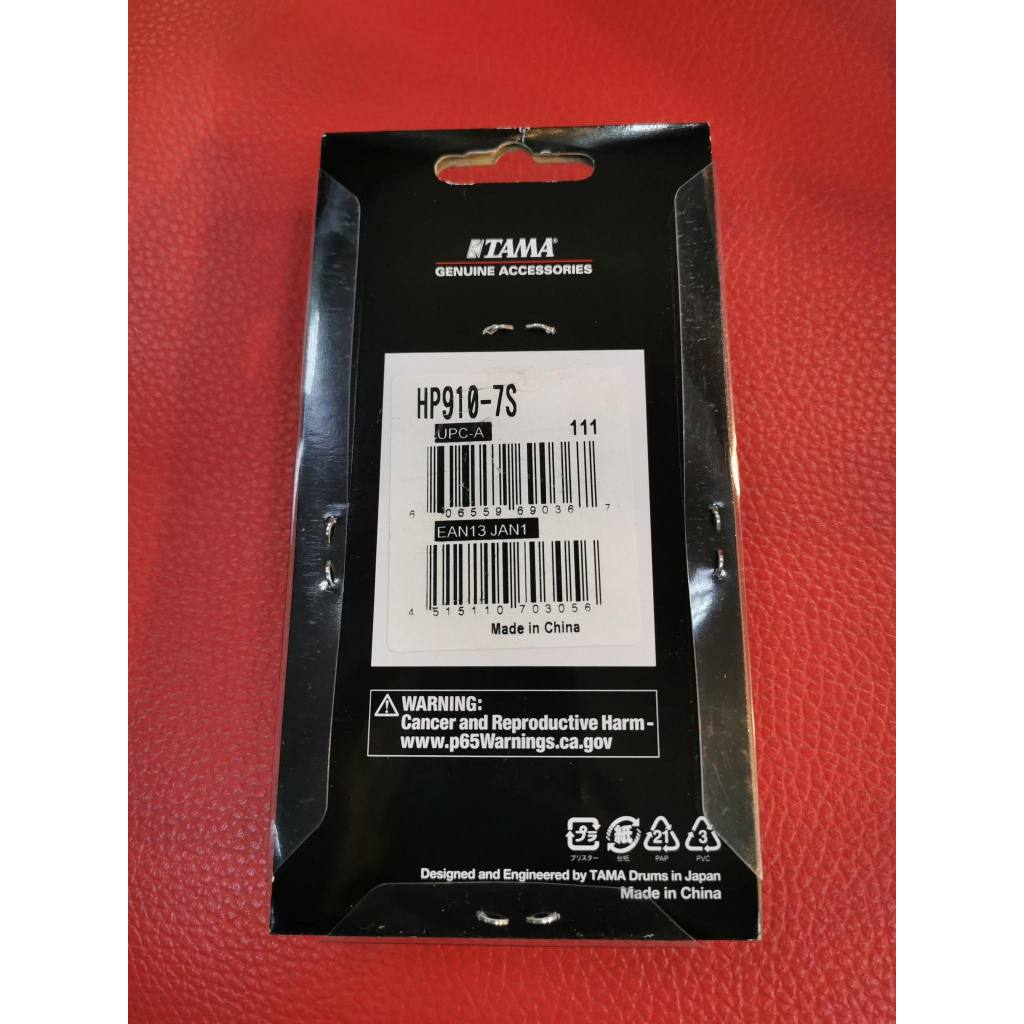 TAMA®
GENUINE ACCESSORIES
HP910-7S
UPC-A 111
6 06559 69036 7
EAN13 JAN1
4 515110 703056
Made in China
WARNING:
Cancer and Reproductive Harm -
www.p65Warnings.ca.gov
プラ 紙 21 3
ブリスター 台紙 PAP PVC
Designed and Engineered by TAMA Drums in Japan
Made in China